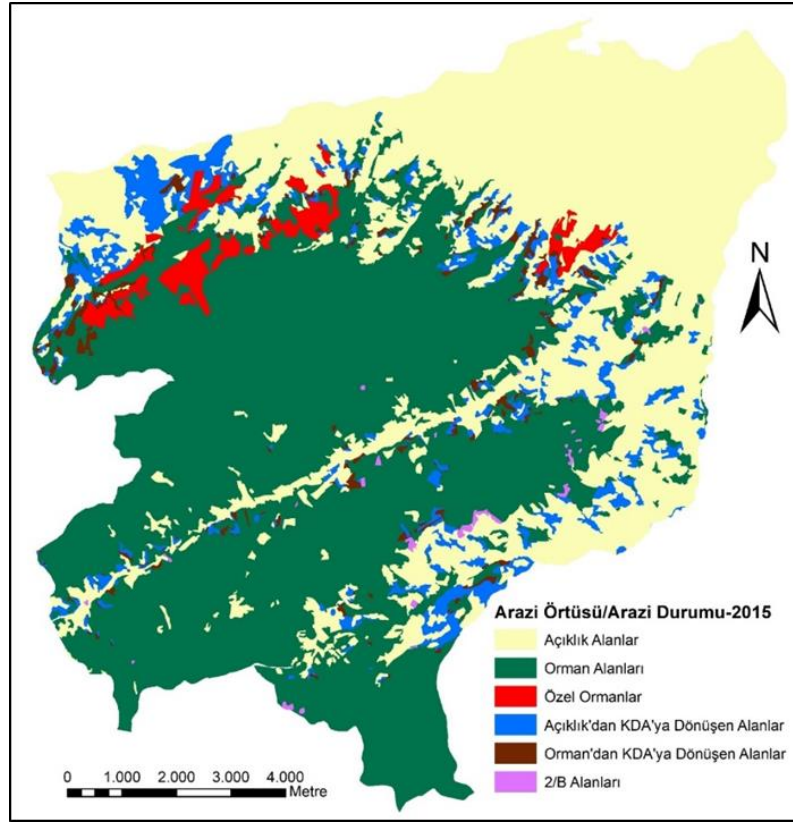 N
Arazi Örtüsü/Arazi Durumu-2015
Açıklık Alanlar
Orman Alanları
Özel Ormanlar
Açıklık'dan KDA'ya Dönüşen Alanlar
Orman'dan KDA'ya Dönüşen Alanlar
2/B Alanları
0 1.000 2.000 3.000 4.000
Metre